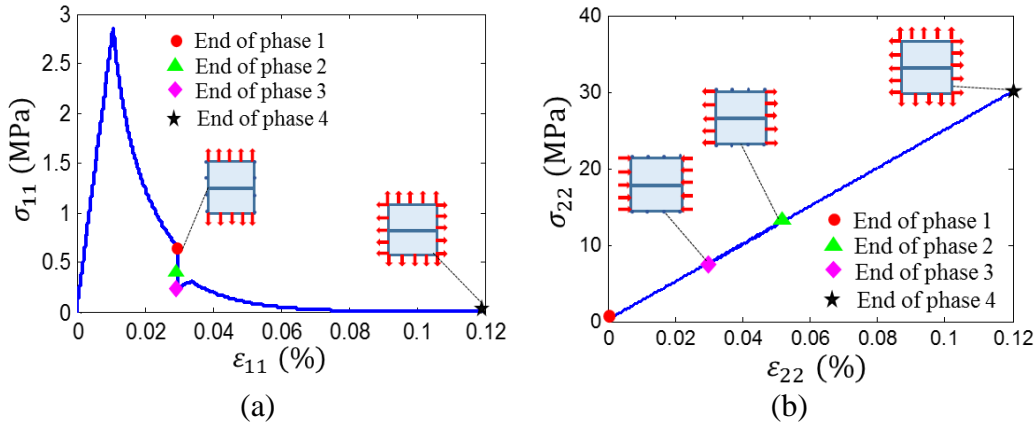 3
2.5
2
1.5
1
0.5
0
σ11 (MPa)
End of phase 1
End of phase 2
End of phase 3
End of phase 4
0 0.02 0.04 0.06 0.08 0.1 0.12
ε11 (%)
(a)
40
30
20
10
0
σ22 (MPa)
End of phase 1
End of phase 2
End of phase 3
End of phase 4
0 0.02 0.04 0.06 0.08 0.1 0.12
ε22 (%)
(b)